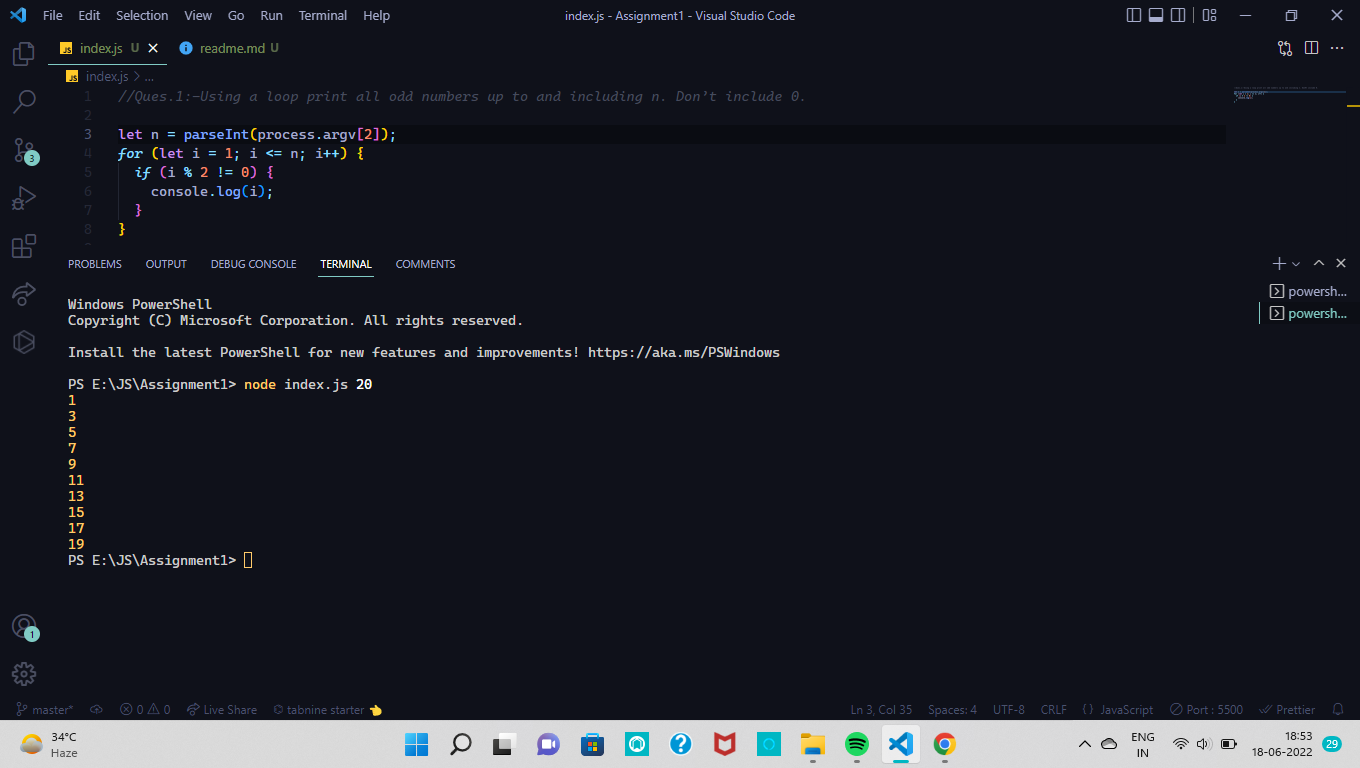 File Edit Selection View Go Run Terminal Help index.js - Assignment1 - Visual Studio Code
JS index.js U readme.md U
JS index.js > ...
1 //Ques.1:-Using a loop print all odd numbers up to and including n. Don’t include 0.
2
3 let n = parseInt(process.argv[2]);
4 for (let i = 1; i <= n; i++) {
5 if (i % 2 != 0) {
6 console.log(i);
7 }
8 }
PROBLEMS OUTPUT DEBUG CONSOLE TERMINAL COMMENTS
powersh...
powersh...
Windows PowerShell
Copyright (C) Microsoft Corporation. All rights reserved.
Install the latest PowerShell for new features and improvements! https://aka.ms/PSWindows
PS E:\JS\Assignment1> node index.js 20
1
3
5
7
9
11
13
15
17
19
PS E:\JS\Assignment1>
3
1
master* 0 0 Live Share tabnine starter Ln 3, Col 35 Spaces: 4 UTF-8 CRLF {} JavaScript Port : 5500 Prettier
34°C
Haze
ENG
IN
18:53
18-06-2022
29